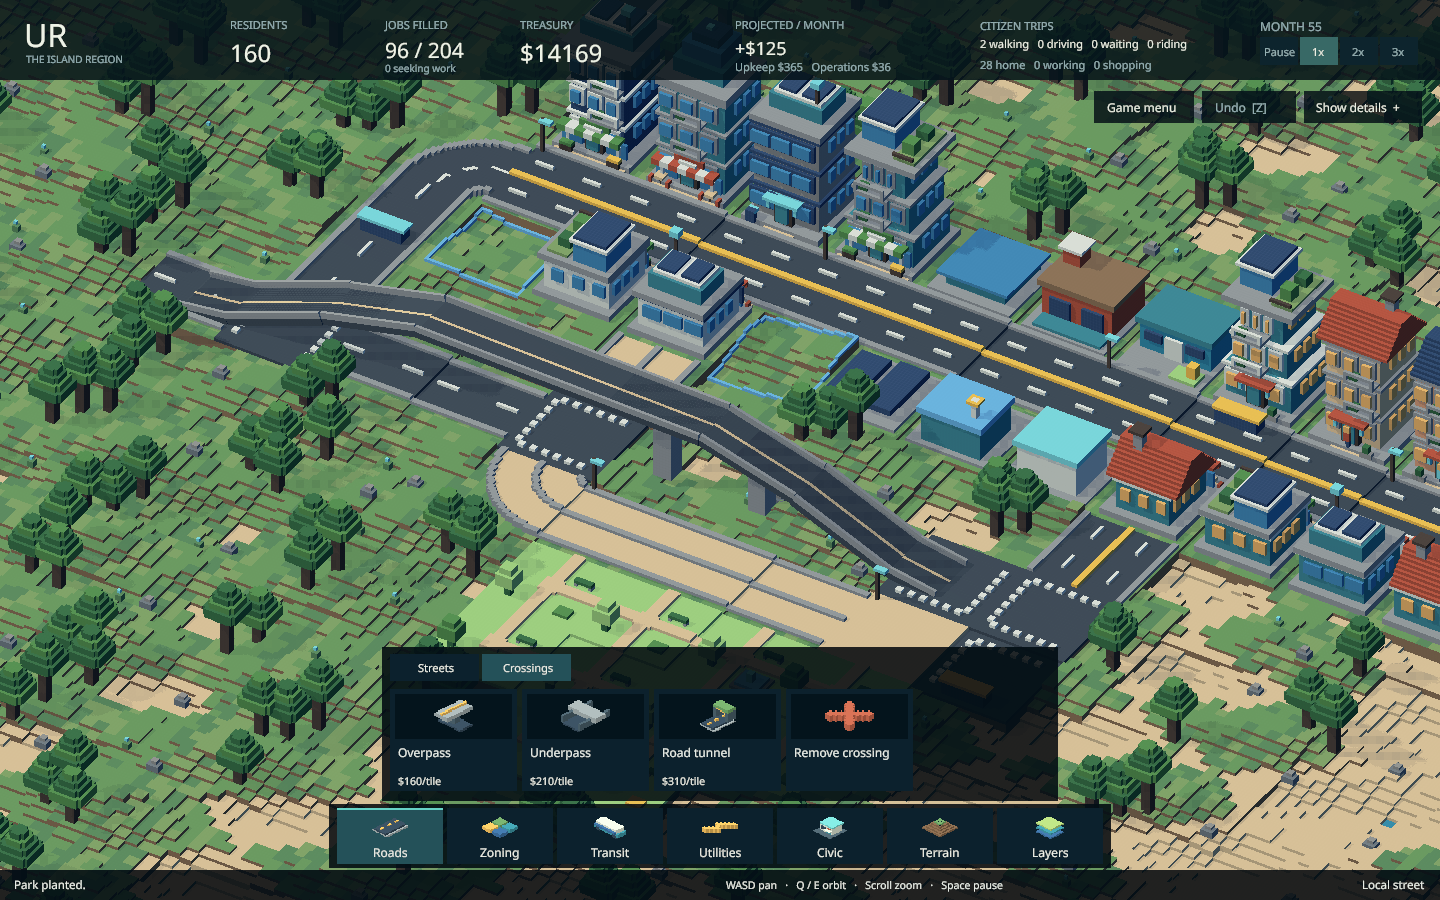 UR
THE ISLAND REGION
RESIDENTS
160
JOBS FILLED
96 / 204
0 seeking work
TREASURY
$14169
PROJECTED / MONTH
+$125
Upkeep $365 Operations $36
CITIZEN TRIPS
2 walking 0 driving 0 waiting 0 riding
28 home 0 working 0 shopping
MONTH 55
Pause 1x 2x 3x
Game menu
Undo [Z]
Show details +
Streets
Crossings
Overpass
$160/tile
Underpass
$210/tile
Road tunnel
$310/tile
Remove crossing
Roads
Zoning
Transit
Utilities
Civic
Terrain
Layers
Park planted.
WASD pan · Q / E orbit · Scroll zoom · Space pause
Local street